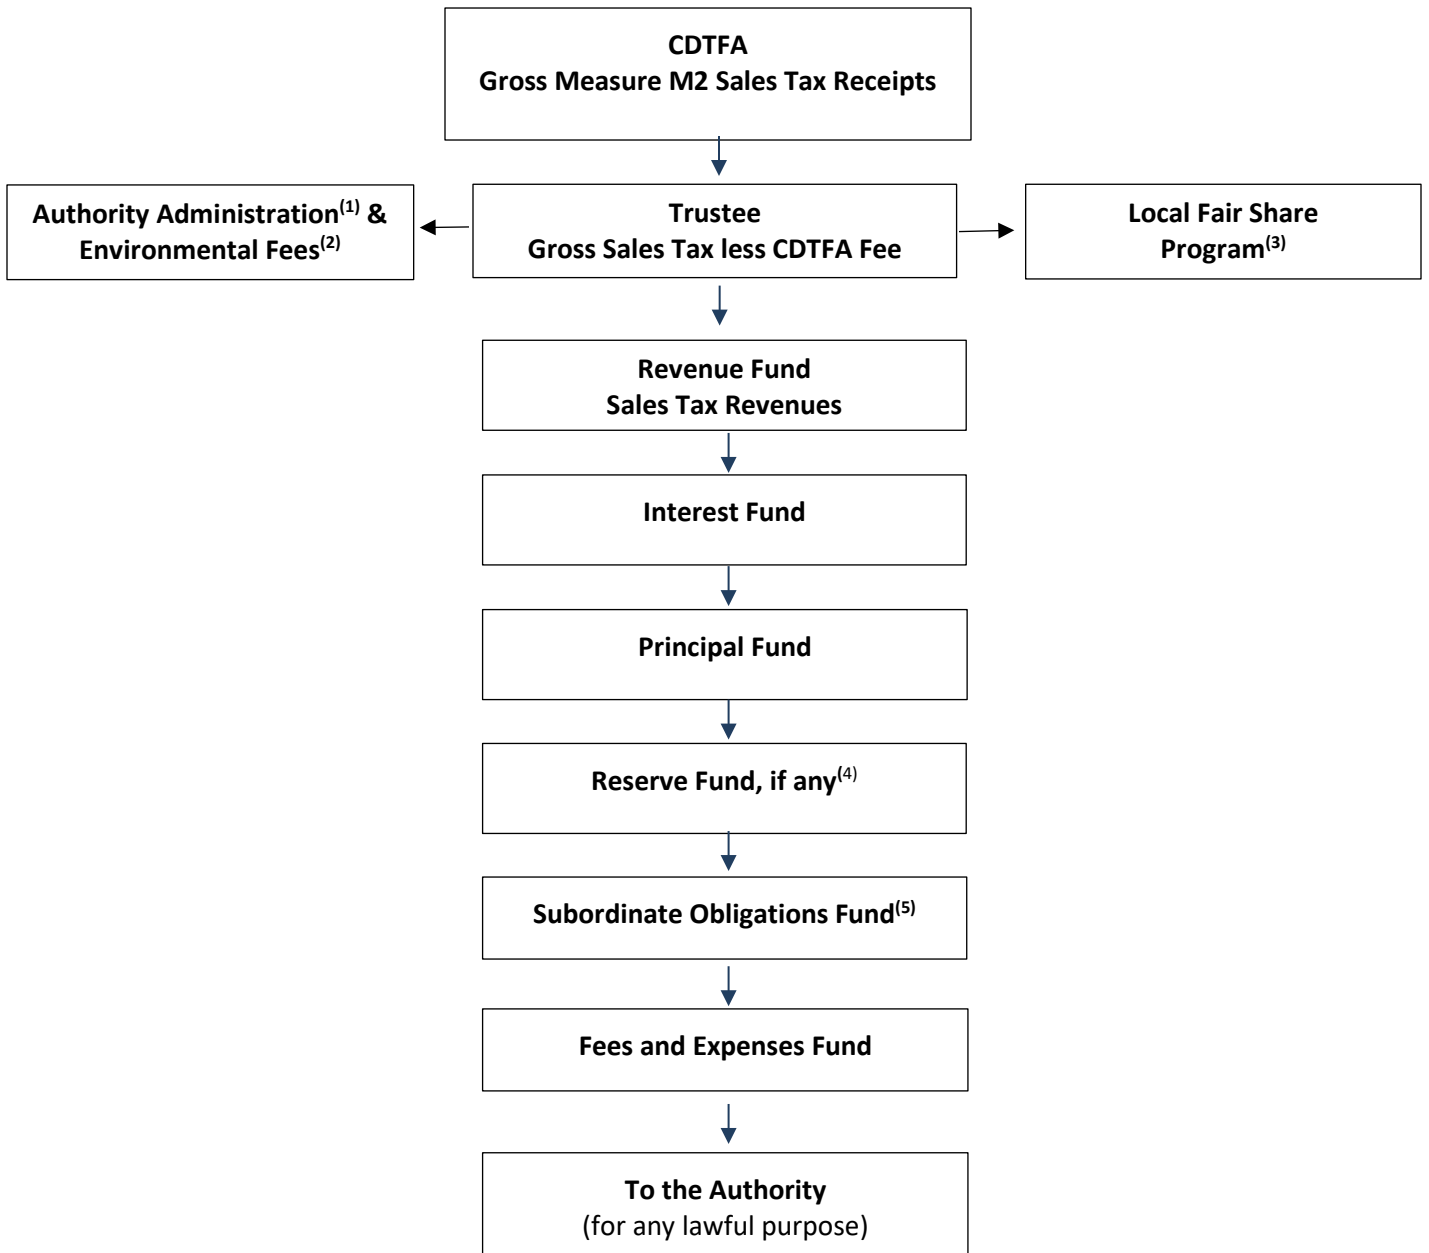 CDTFA
Gross Measure M2 Sales Tax Receipts
Authority Administration(1) &
Environmental Fees(2)
Trustee
Gross Sales Tax less CDTFA Fee
Local Fair Share
Program(3)
Revenue Fund
Sales Tax Revenues
Interest Fund
Principal Fund
Reserve Fund, if any(4)
Subordinate Obligations Fund(5)
Fees and Expenses Fund
To the Authority
(for any lawful purpose)